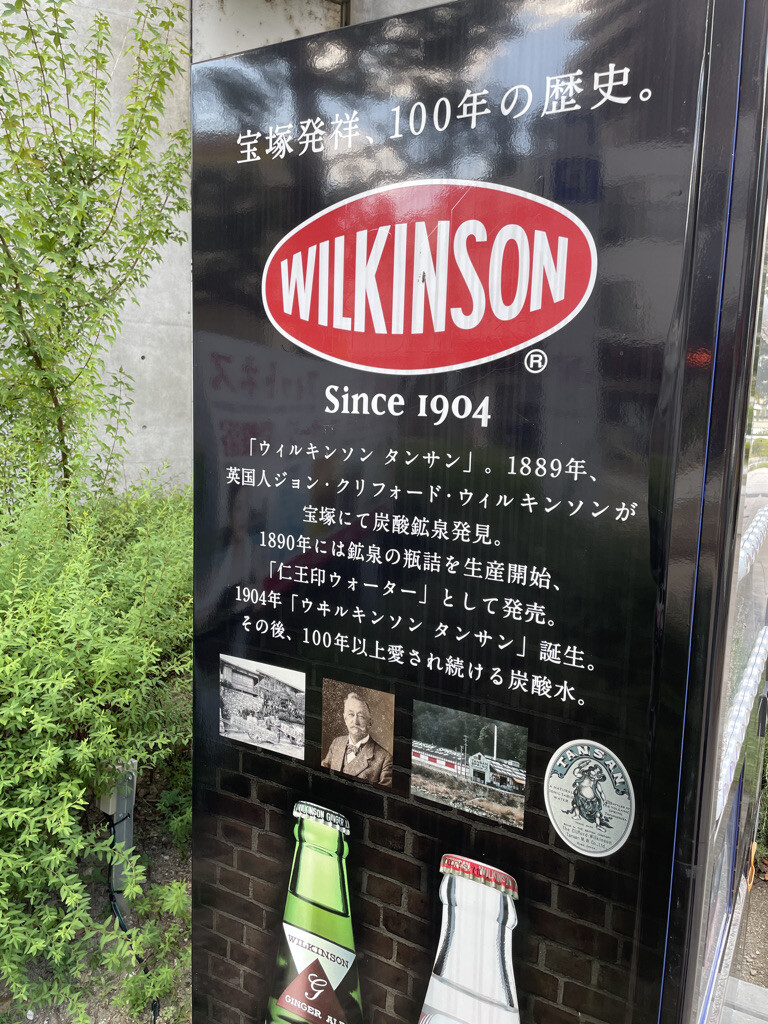 宝塚発祥、100年の歴史。
WILKINSON
®
Since 1904
「ウィルキンソン タンサン」。1889年、
英国人ジョン・クリフォード・ウィルキンソンが
宝塚にて炭酸鉱泉発見。
1890年には鉱泉の瓶詰を生産開始、
「仁王印ウォーター」として発売。
1904年「ウヰルキンソン タンサン」誕生。
その後、100年以上愛され続ける炭酸水。
TANSAN
WILKINSON GINGER
WILKINSON
G
GINGER ALE